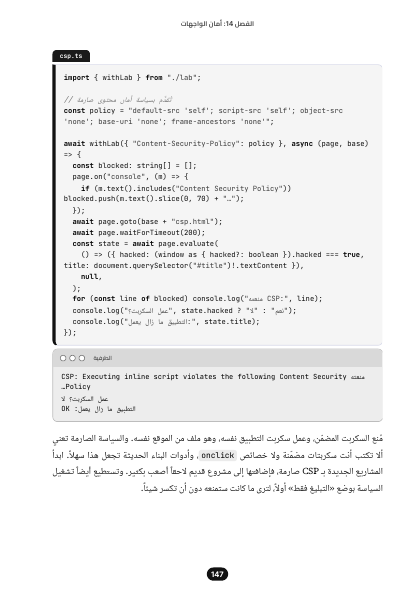 الفصل 14: أمان الواجهات
csp.ts
import { withLab } from "./lab";
// لنُقدّم بسياسة أمان محتوى صارمة
const policy = "default-src 'self'; script-src 'self'; object-src
'none'; base-uri 'none'; frame-ancestors 'none'";
await withLab({ "Content-Security-Policy": policy }, async (page, base)
=> {
const blocked: string[] = [];
page.on("console", (m) => {
if (m.text().includes("Content Security Policy"))
blocked.push(m.text().slice(0, 70) + "…");
});
await page.goto(base + "csp.html");
await page.waitForTimeout(200);
const state = await page.evaluate(
() => ({ hacked: (window as { hacked?: boolean }).hacked === true,
title: document.querySelector("#title")!.textContent }),
null,
);
for (const line of blocked) console.log("منعته CSP:", line);
console.log("عمل السكربت؟", state.hacked ? "نعم" : "لا");
console.log("التطبيق ما زال يعمل:", state.title);
});
الطرفية
منعته CSP: Executing inline script violates the following Content Security
Policy…
عمل السكربت؟ لا
التطبيق ما زال يعمل: OK
مُنع السكربت المضمّن، وعمل سكربت التطبيق نفسه، وهو ملف من الموقع نفسه. والسياسة الصارمة تعني
ألا تكتب أنت سكربتات مضمّنة ولا خصائص onclick، وأدوات البناء الحديثة تجعل هذا سهلاً. ابدأ
المشاريع الجديدة بـ CSP صارمة، فإضافتها إلى مشروع قديم لاحقاً أصعب بكثير. وتستطيع أيضاً تشغيل
السياسة بوضع «التبليغ فقط» أولاً، لترى ما كانت ستمنعه دون أن تكسر شيئاً.
147